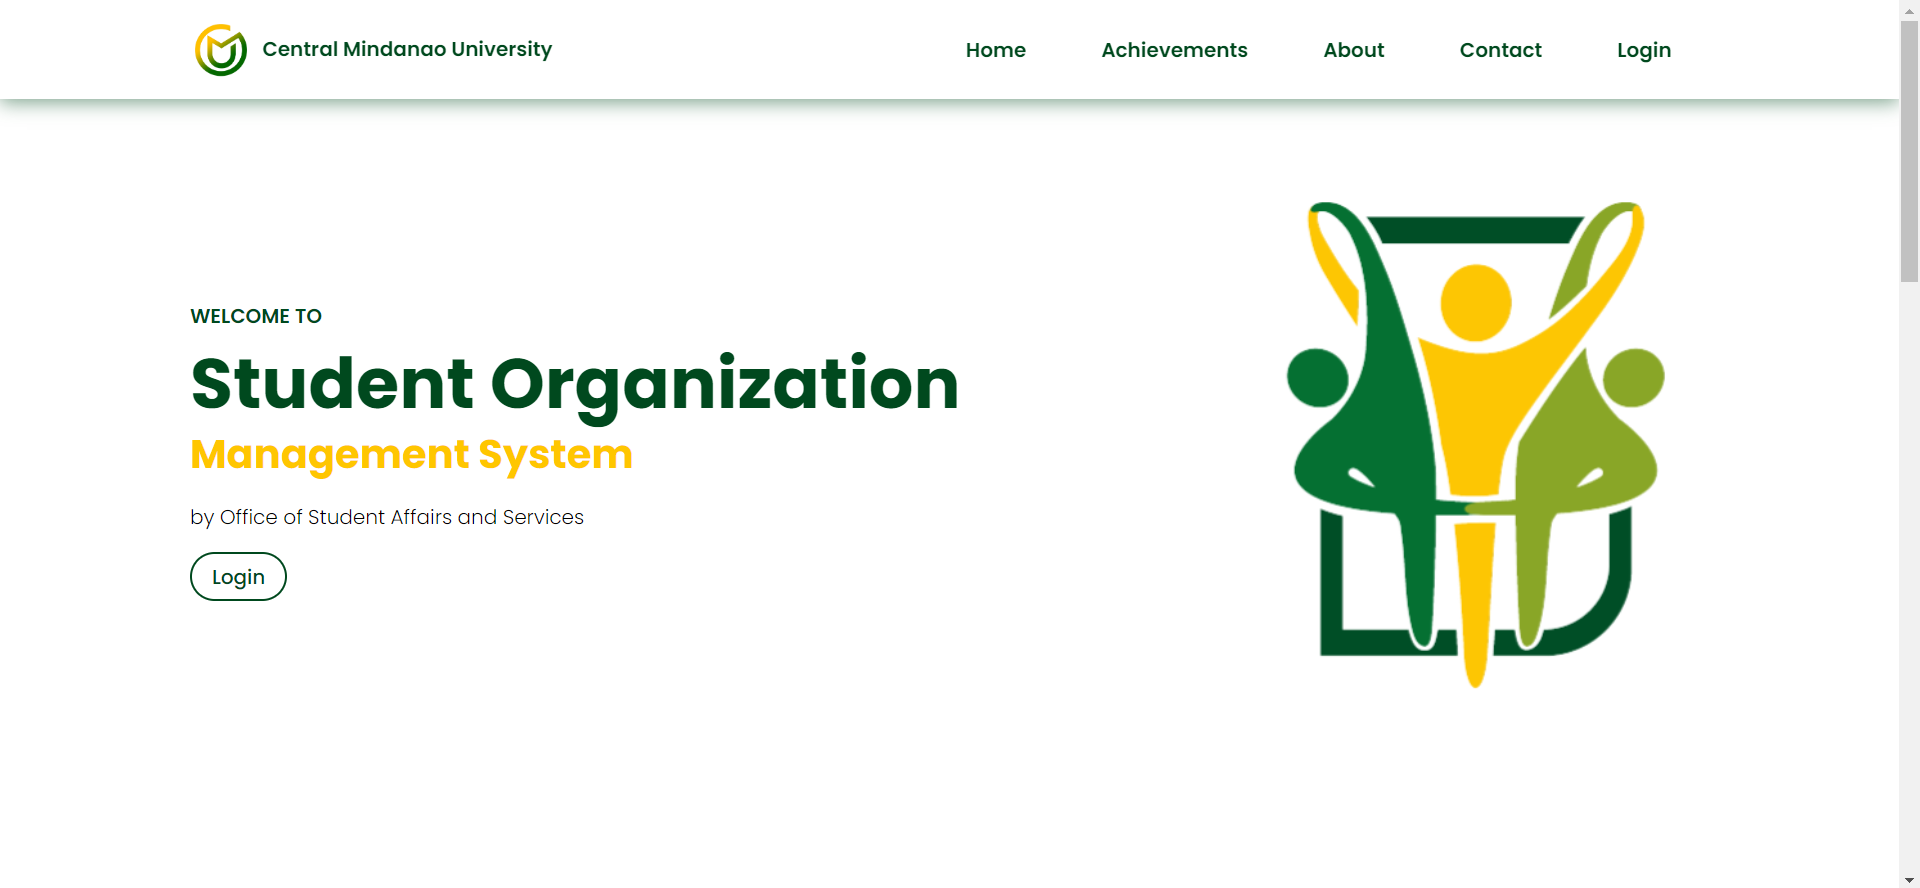 Central Mindanao University
Home
Achievements
About
Contact
Login
WELCOME TO
Student Organization
Management System
by Office of Student Affairs and Services
Login